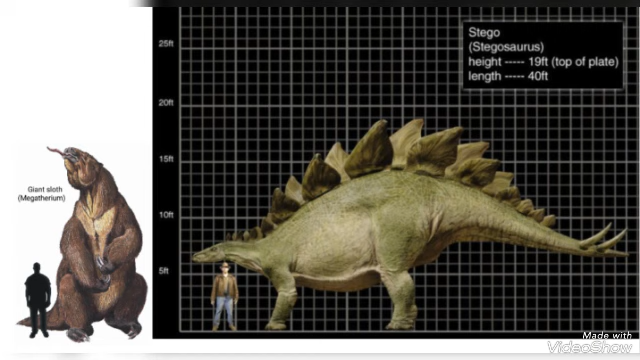 25ft
20ft
15ft
10ft
5ft
Stego
(Stegosaurus)
height ----- 19ft (top of plate)
length ----- 40ft
Giant sloth
(Megatherium)
Made with
VideoShow